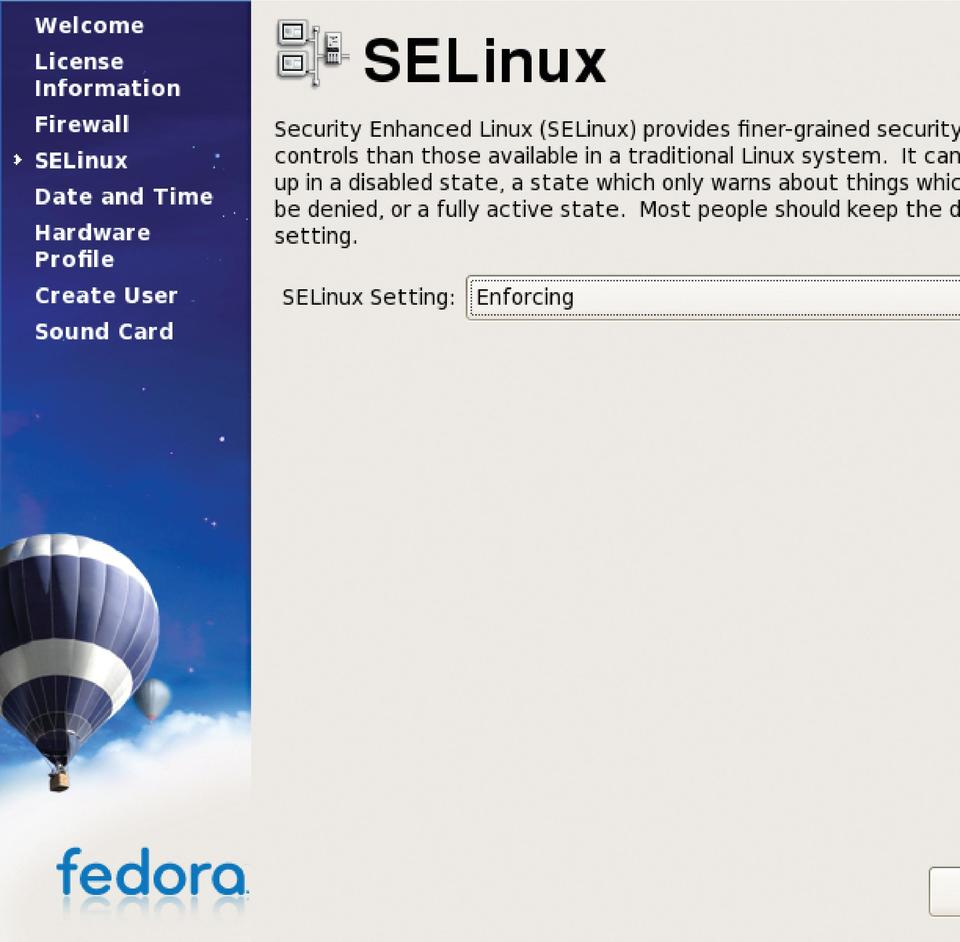 Welcome
License
Information
Firewall
SELinux
Date and Time
Hardware
Profile
Create User
Sound Card
fedora
SELinux
Security Enhanced Linux (SELinux) provides finer-grained security
controls than those available in a traditional Linux system. It can
up in a disabled state, a state which only warns about things
be denied, or a fully active state. Most people should keep the
setting.
SELinux Setting: Enforcing